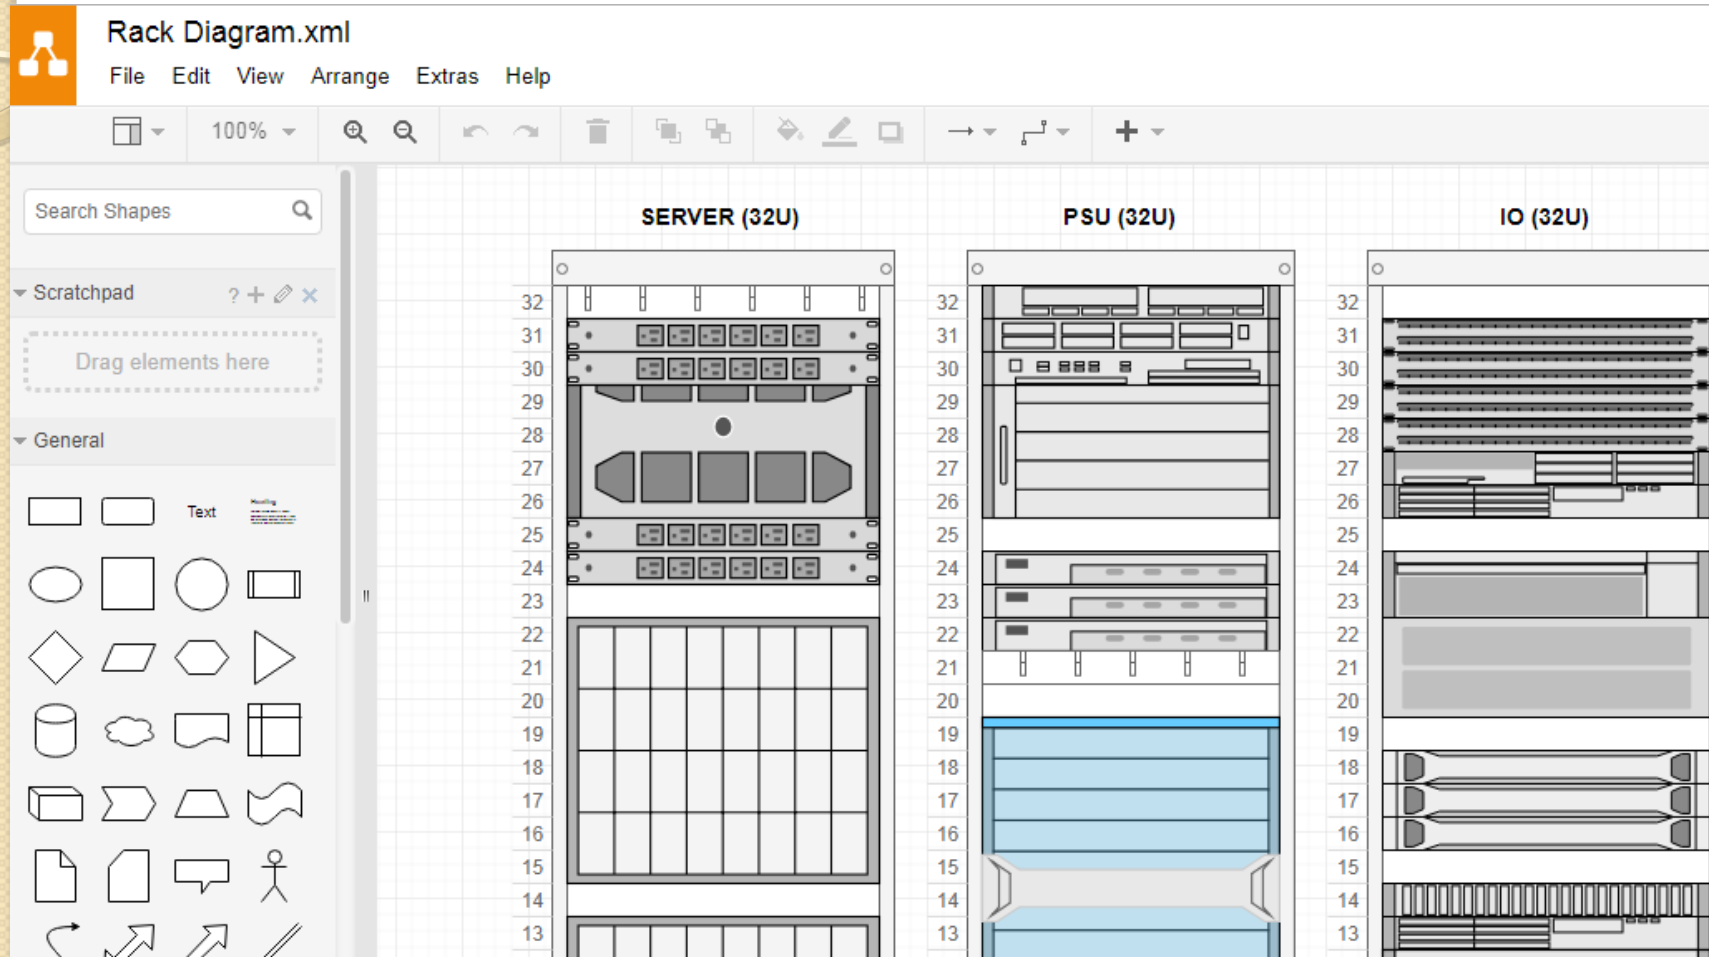 Rack Diagram.xml
File Edit View Arrange Extras Help
100%
Search Shapes
Scratchpad ?
Drag elements here
General
Text
SERVER (32U) PSU (32U) IO (32U)
32 32 32
31 31 31
30 30 30
29 29 29
28 28 28
27 27 27
26 26 26
25 25 25
24 24 24
23 23 23
22 22 22
21 21 21
20 20 20
19 19 19
18 18 18
17 17 17
16 16 16
15 15 15
14 14 14
13 13 13